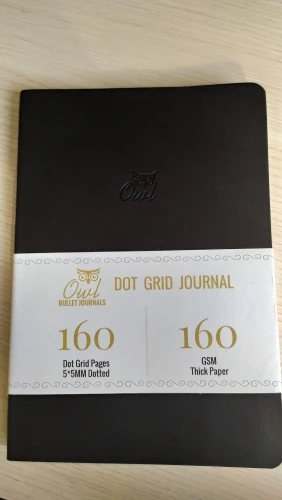 Owl
Owl
BULLET JOURNALS
DOT GRID JOURNAL
160
Dot Grid Pages
5*5MM Dotted
160
GSM
Thick Paper